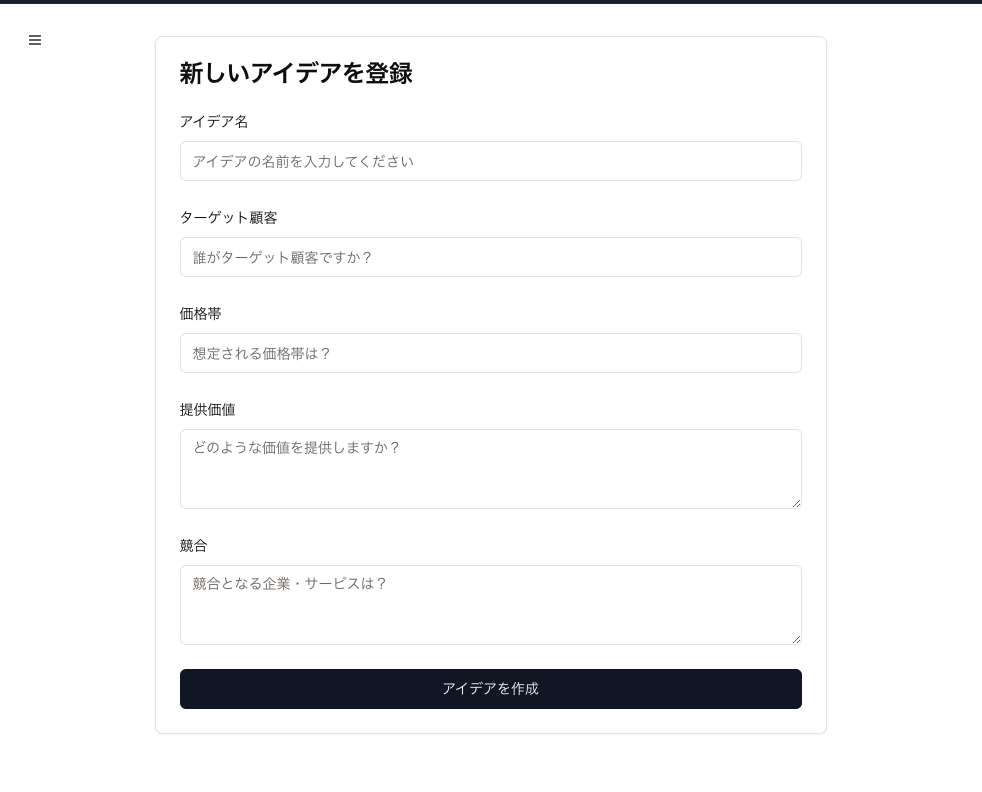 新しいアイデアを登録
アイデア名
アイデアの名前を入力してください
ターゲット顧客
誰がターゲット顧客ですか？
価格帯
想定される価格帯は？
提供価値
どのような価値を提供しますか？
競合
競合となる企業・サービスは？
アイデアを作成